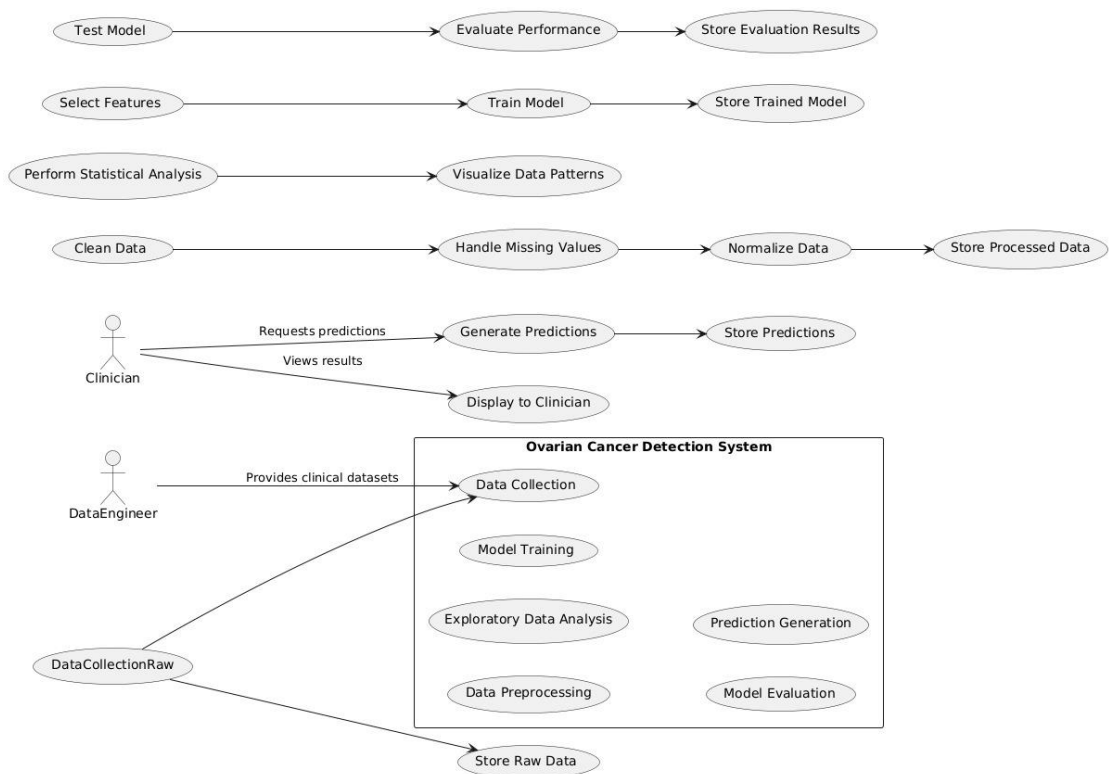 Test Model
Evaluate Performance
Store Evaluation Results
Select Features
Train Model
Store Trained Model
Perform Statistical Analysis
Visualize Data Patterns
Clean Data
Handle Missing Values
Normalize Data
Store Processed Data
Requests predictions
Generate Predictions
Store Predictions
Views results
Clinician
Display to Clinician
Ovarian Cancer Detection System
Provides clinical datasets
Data Collection
DataEngineer
Model Training
Exploratory Data Analysis
Prediction Generation
DataCollectionRaw
Data Preprocessing
Model Evaluation
Store Raw Data